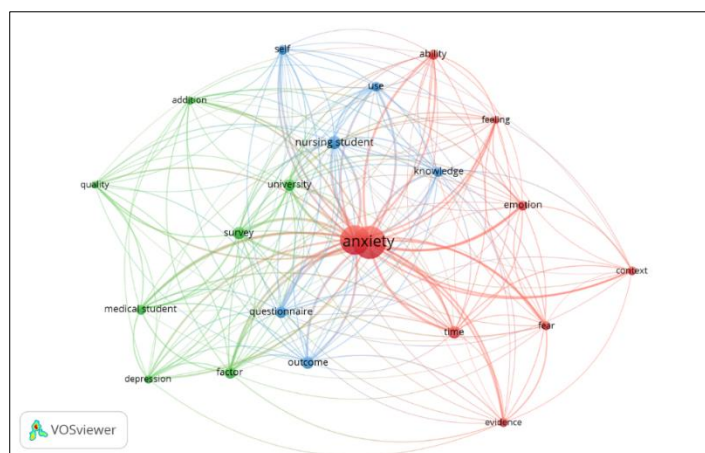 self
ability
use
addition
feeling
nursing student
knowledge
quality
university
emotion
survey
anxiety
context
medical student
questionnaire
time
fear
outcome
depression
factor
evidence
VOSviewer